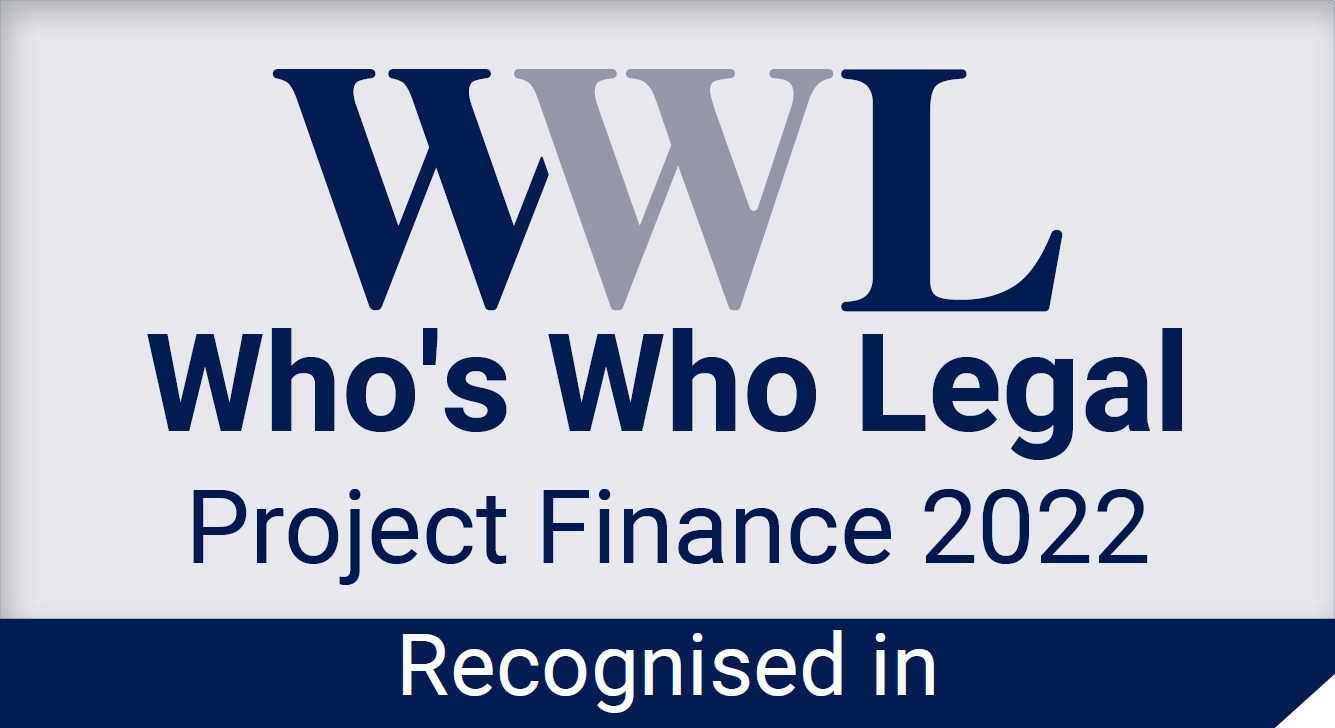 WWL
Who's Who Legal
Project Finance 2022
Recognised in